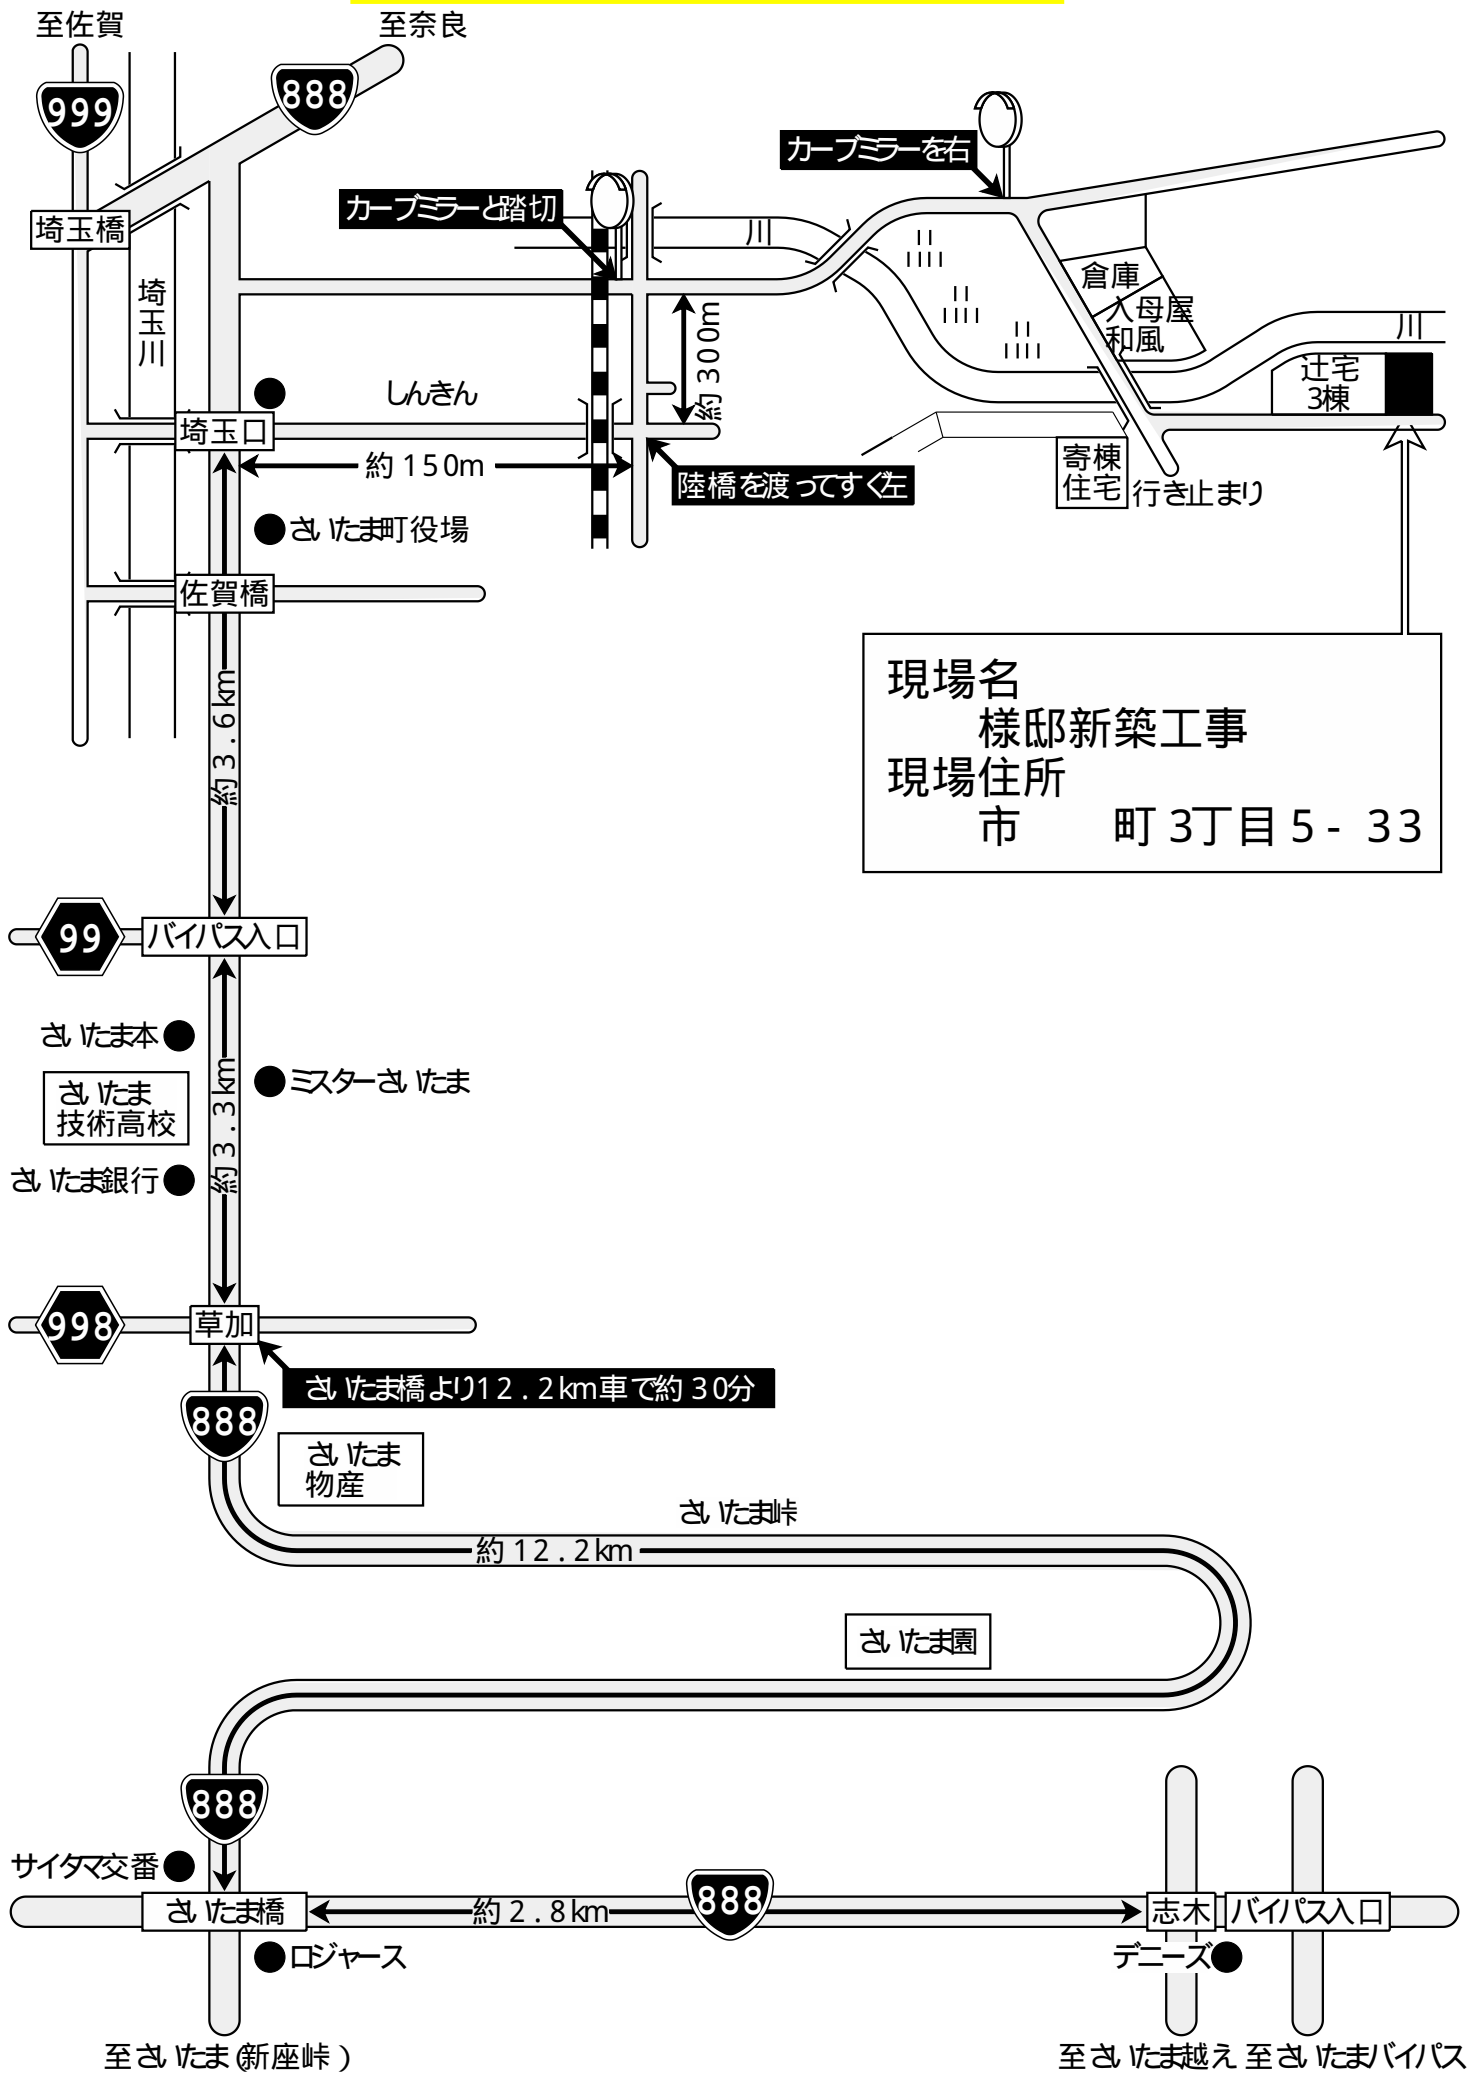 至佐賀
至奈良
999
888
カーブミラーを右
カーブミラーと踏切
埼玉橋
川
埼玉川
倉庫
入母屋
和風
川
約300m
辻宅
3棟
しんきん
埼玉口
約150m
陸橋を渡ってすぐ左
寄棟
住宅
行き止まり
さいたま町役場
佐賀橋
約3.6km
現場名
様邸新築工事
現場住所
市 町3丁目5-33
99
バイパス入口
さいたま本
ミスターさいたま
さいたま
技術高校
約3.3km
さいたま銀行
998
草加
さいたま橋より12.2km車で約30分
888
さいたま
物産
さいたま峠
約12.2km
さいたま園
888
サイタマ交番
さいたま橋
約2.8km
888
志木
バイパス入口
ロジャース
デニーズ
至さいたま(新座峠)
至さいたま越え
至さいたまバイパス